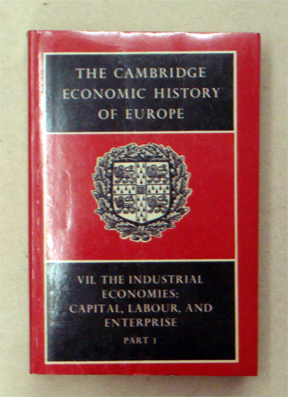 THE CAMBRIDGE
ECONOMIC HISTORY
OF EUROPE
VII. THE INDUSTRIAL
ECONOMIES:
CAPITAL, LABOUR, AND
ENTERPRISE
PART I